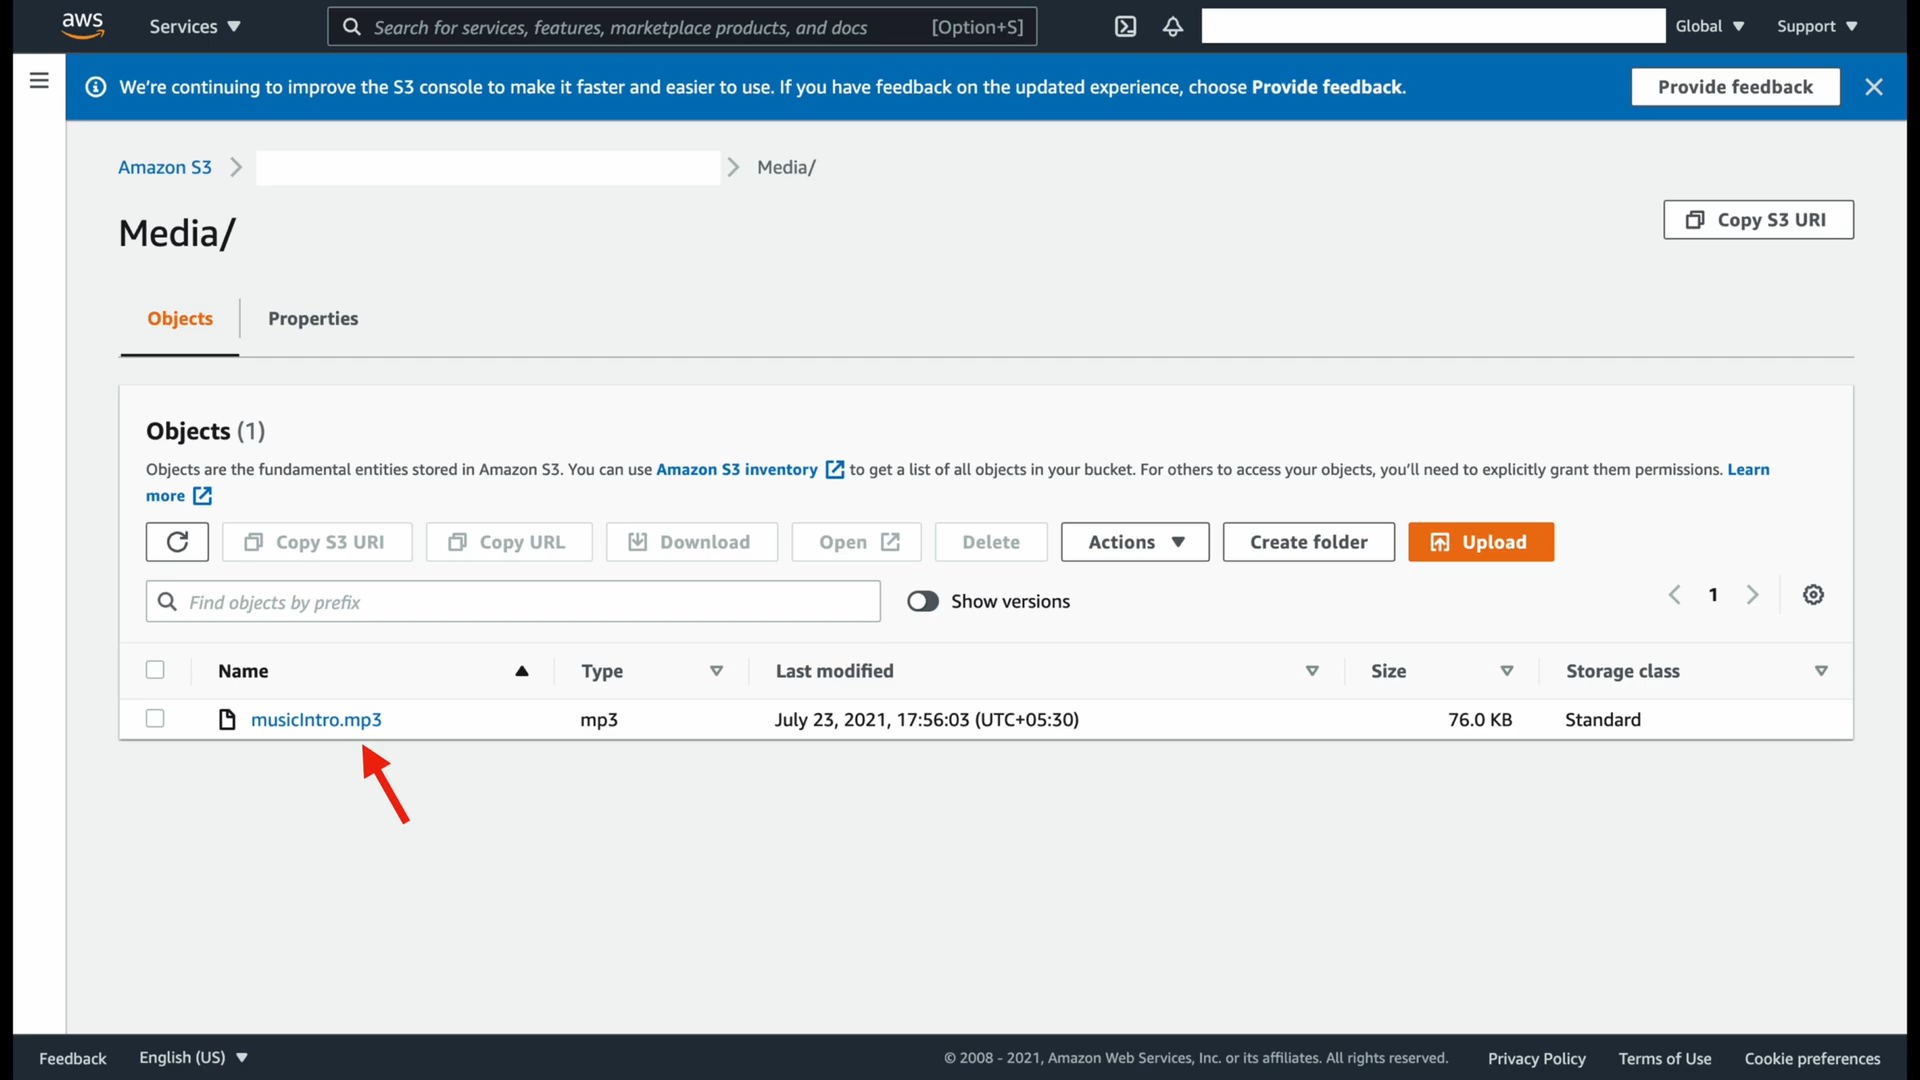 aws
Services
Search for services, features, marketplace products, and docs
[Option+S]
Global
Support
We're continuing to improve the S3 console to make it faster and easier to use. If you have feedback on the updated experience, choose Provide feedback.
Provide feedback
Amazon S3
Media/
Media/
Copy S3 URI
Objects
Properties
Objects (1)
Objects are the fundamental entities stored in Amazon S3. You can use Amazon S3 inventory to get a list of all objects in your bucket. For others to access your objects, you'll need to explicitly grant them permissions. Learn
more
Copy S3 URI
Copy URL
Download
Open
Delete
Actions
Create folder
Upload
Find objects by prefix
Show versions
1
Name
Type
Last modified
Size
Storage class
musicIntro.mp3
mp3
July 23, 2021, 17:56:03 (UTC+05:30)
76.0 KB
Standard
Feedback
English (US)
© 2008 - 2021, Amazon Web Services, Inc. or its affiliates. All rights reserved.
Privacy Policy
Terms of Use
Cookie preferences